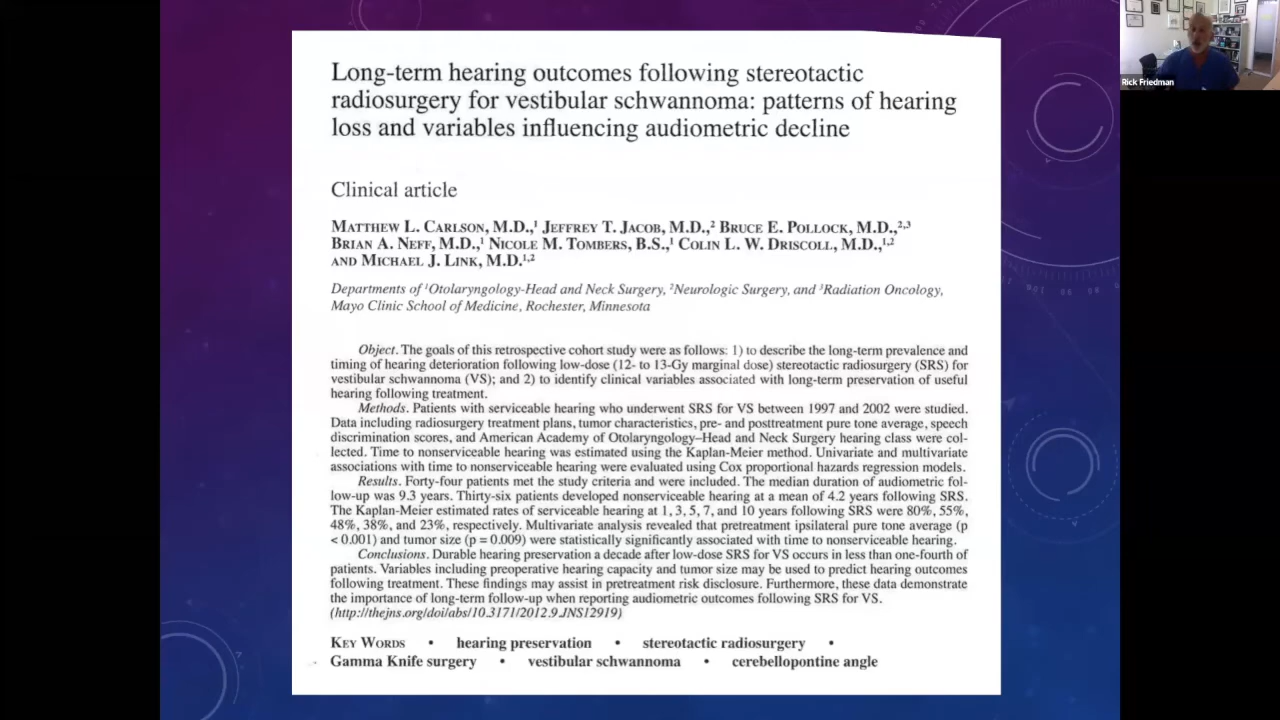 Long-term hearing outcomes following stereotactic
radiosurgery for vestibular schwannoma: patterns of hearing
loss and variables influencing audiometric decline
Clinical article
MATTHEW L. CARLSON, M.D.,¹ JEFFREY T. JACOB, M.D.,² BRUCE E. POLLOCK, M.D.,²,³
BRIAN A. NEFF, M.D.,¹ NICOLE M. TOMBERS, B.S.,¹ COLIN L. W. DRISCOLL, M.D.,¹,²
AND MICHAEL J. LINK, M.D.¹,²
Departments of ¹Otolaryngology-Head and Neck Surgery, ²Neurologic Surgery, and ³Radiation Oncology,
Mayo Clinic School of Medicine, Rochester, Minnesota
Object. The goals of this retrospective cohort study were as follows: 1) to describe the long-term prevalence and
timing of hearing deterioration following low-dose (12- to 13-Gy marginal dose) stereotactic radiosurgery (SRS) for
vestibular schwannoma (VS); and 2) to identify clinical variables associated with long-term preservation of useful
hearing following treatment.
Methods. Patients with serviceable hearing who underwent SRS for VS between 1997 and 2002 were studied.
Data including radiosurgery treatment plans, tumor characteristics, pre- and posttreatment pure tone average, speech
discrimination scores, and American Academy of Otolaryngology–Head and Neck Surgery hearing class were col-
lected. Time to nonserviceable hearing was estimated using the Kaplan-Meier method. Univariate and multivariate
associations with time to nonserviceable hearing were evaluated using Cox proportional hazards regression models.
Results. Forty-four patients met the study criteria and were included. The median duration of audiometric fol-
low-up was 9.3 years. Thirty-six patients developed nonserviceable hearing at a mean of 4.2 years following SRS.
The Kaplan-Meier estimated rates of serviceable hearing at 1, 3, 5, 7, and 10 years following SRS were 80%, 55%,
48%, 38%, and 23%, respectively. Multivariate analysis revealed that pretreatment ipsilateral pure tone average (p
< 0.001) and tumor size (p = 0.009) were statistically significantly associated with time to nonserviceable hearing.
Conclusions. Durable hearing preservation a decade after low-dose SRS for VS occurs in less than one-fourth of
patients. Variables including preoperative hearing capacity and tumor size may be used to predict hearing outcomes
following treatment. These findings may assist in pretreatment risk disclosure. Furthermore, these data demonstrate
the importance of long-term follow-up when reporting audiometric outcomes following SRS for VS.
(http://thejns.org/doi/abs/10.3171/2012.9.JNS12919)
KEY WORDS • hearing preservation • stereotactic radiosurgery •
Gamma Knife surgery • vestibular schwannoma • cerebellopontine angle
Rick Friedman